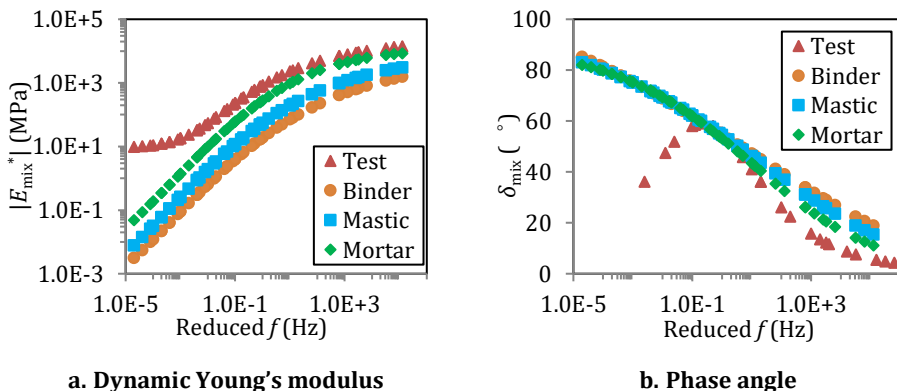 1.0E+5
1.0E+3
1.0E+1
1.0E-1
1.0E-3
|E*mix| (MPa)
Test
Binder
Mastic
Mortar
1.0E-5 1.0E-1 1.0E+3
Reduced f (Hz)
a. Dynamic Young's modulus
100
80
60
40
20
0
δmix ( °)
Test
Binder
Mastic
Mortar
1.0E-5 1.0E-1 1.0E+3
Reduced f (Hz)
b. Phase angle